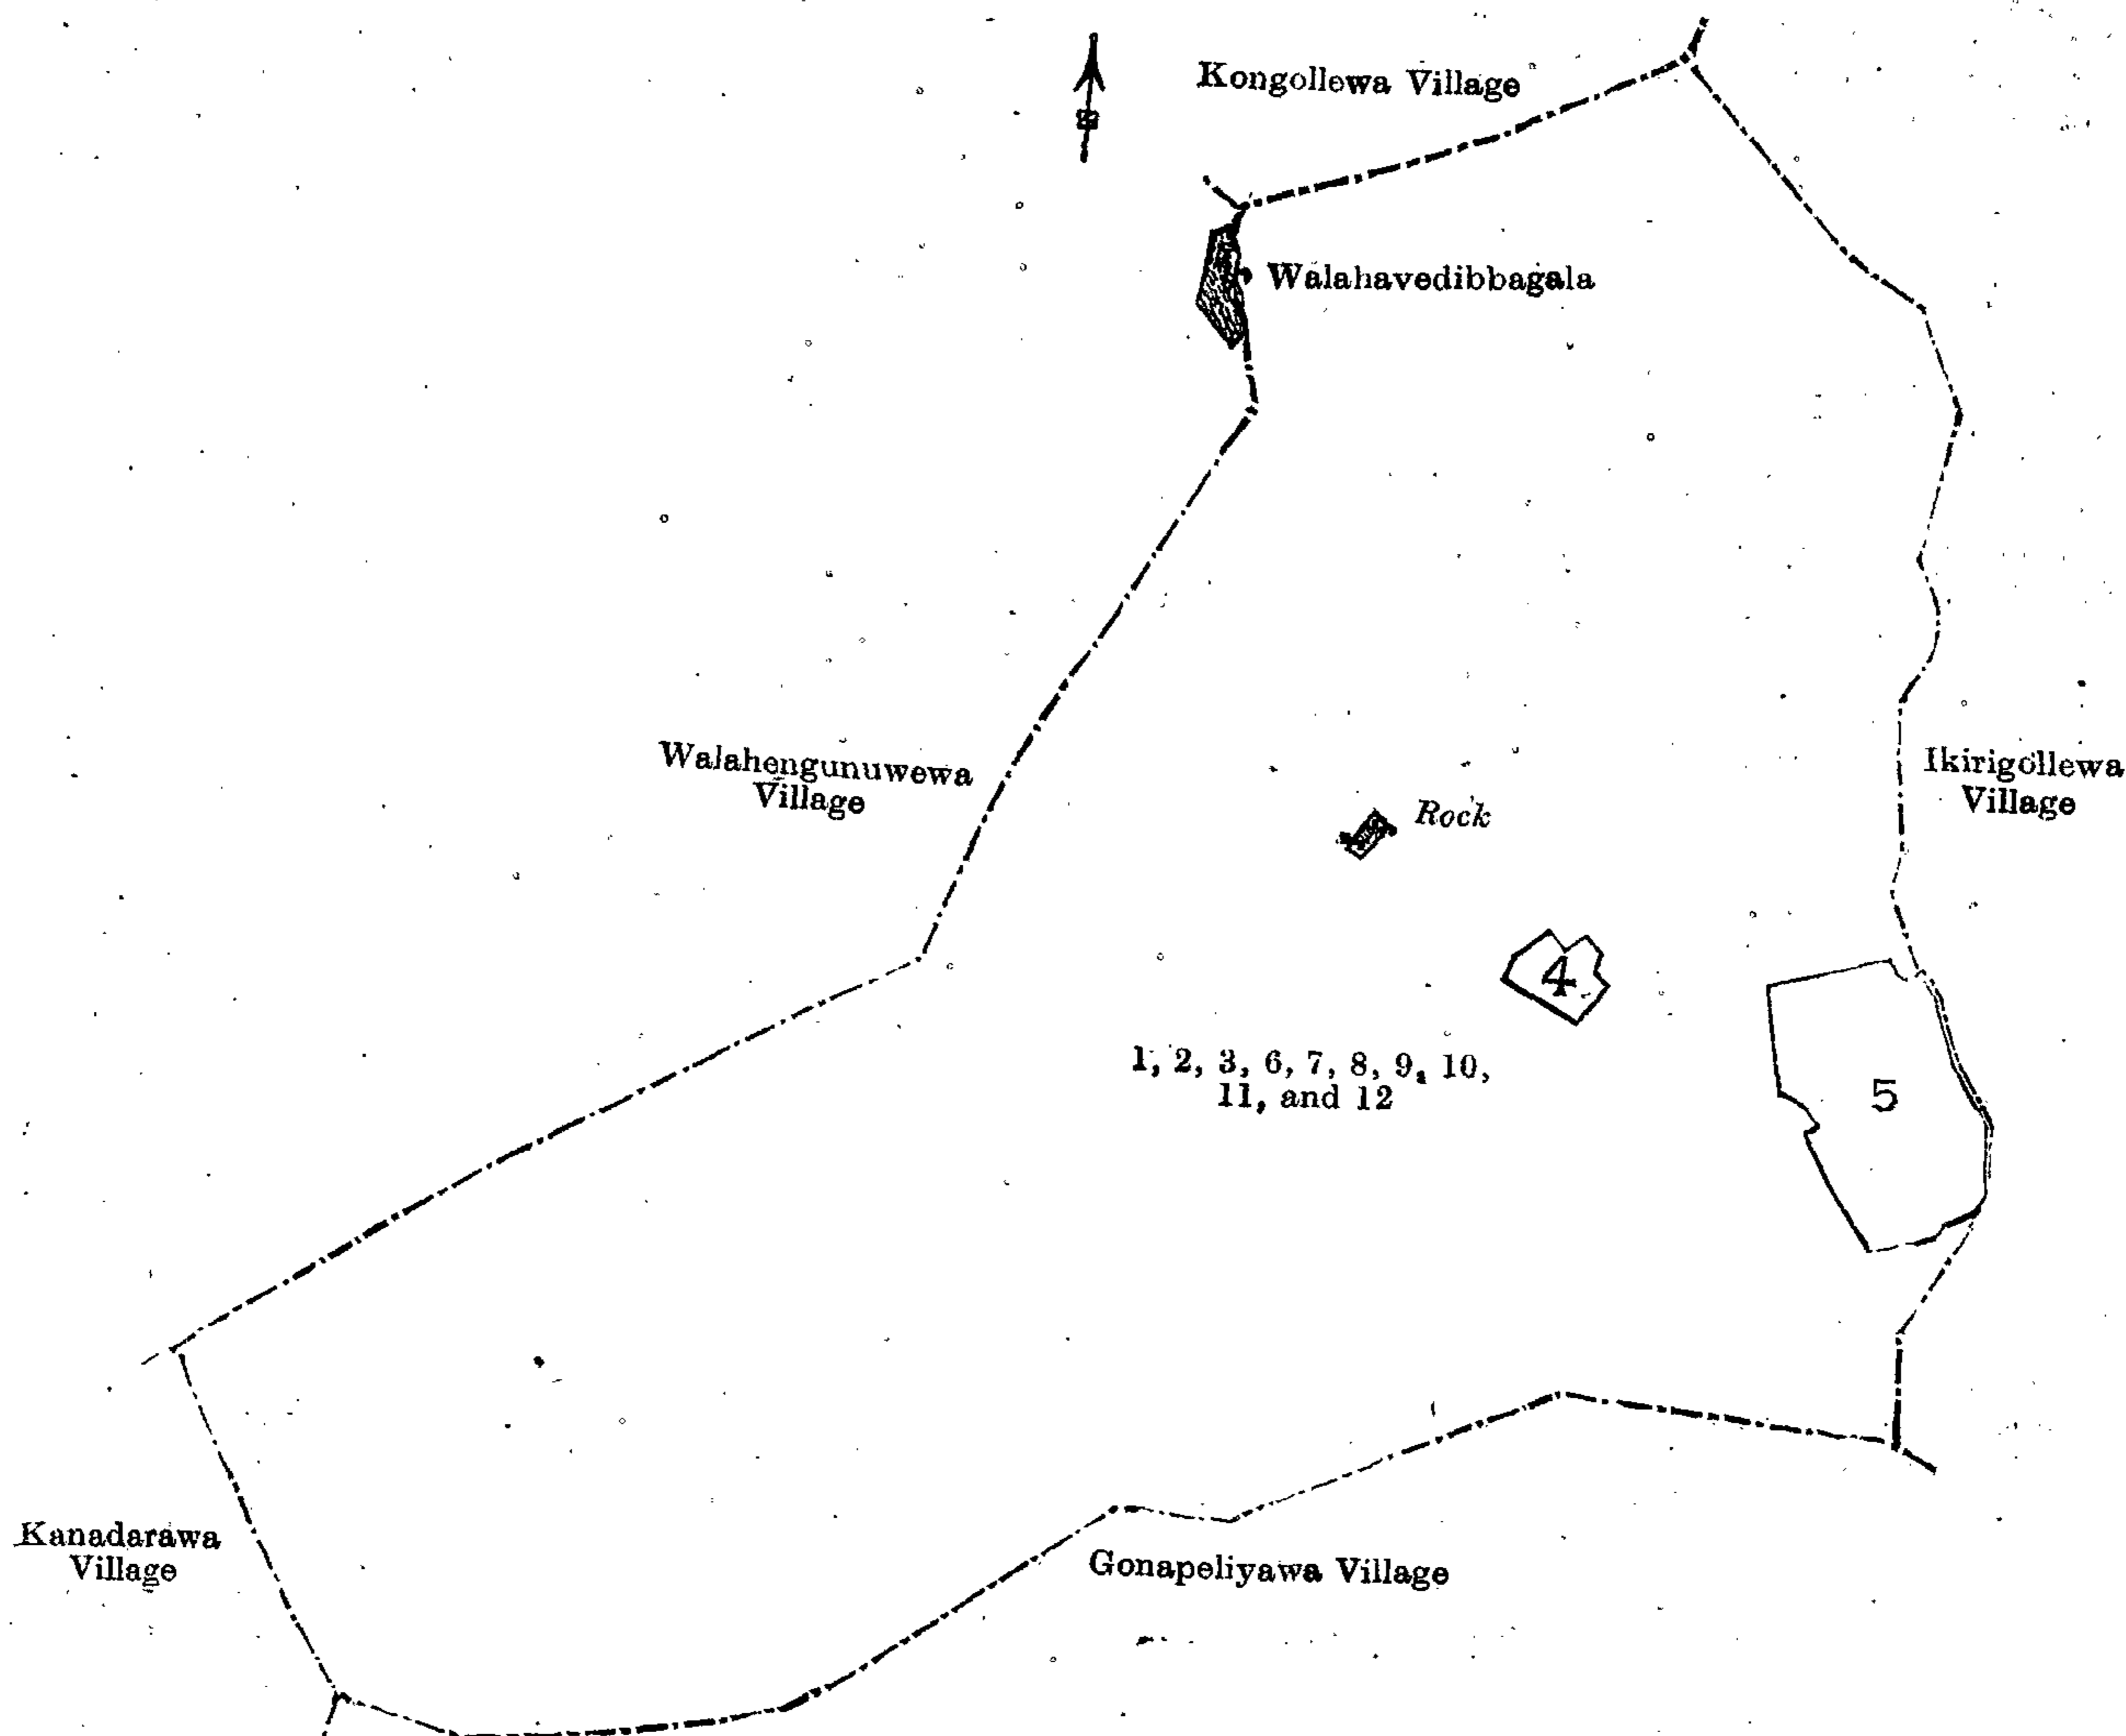 Kongollewa Village
Walahavedibbagala
Walahengunuwewa
Village
Ikirigollewa
Village
Rock
4
1, 2, 3, 6, 7, 8, 9, 10,
11, and 12
5
Kanadarawa
Village
Gonapeliyawa Village